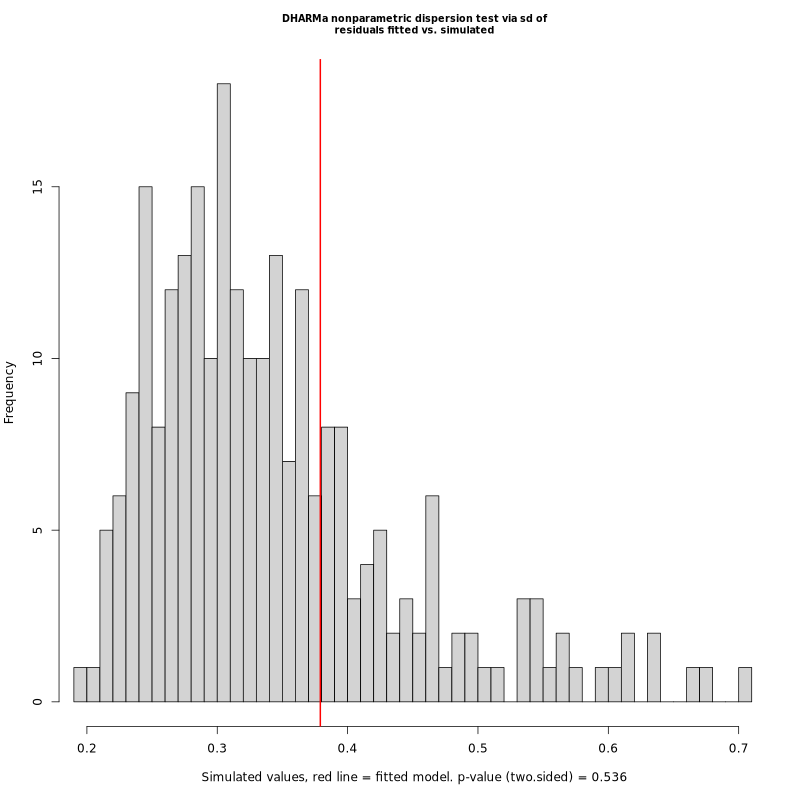 DHARMa nonparametric dispersion test via sd of
residuals fitted vs. simulated
Frequency
15
10
5
0
0.2 0.3 0.4 0.5 0.6 0.7
Simulated values, red line = fitted model. p-value (two.sided) = 0.536